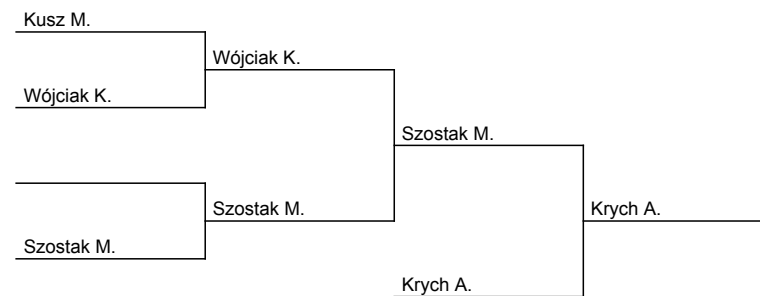 Kusz M.
Wójciak K.
Wójciak K.
Szostak M.
Szostak M.
Krych A.
Szostak M.
Krych A.